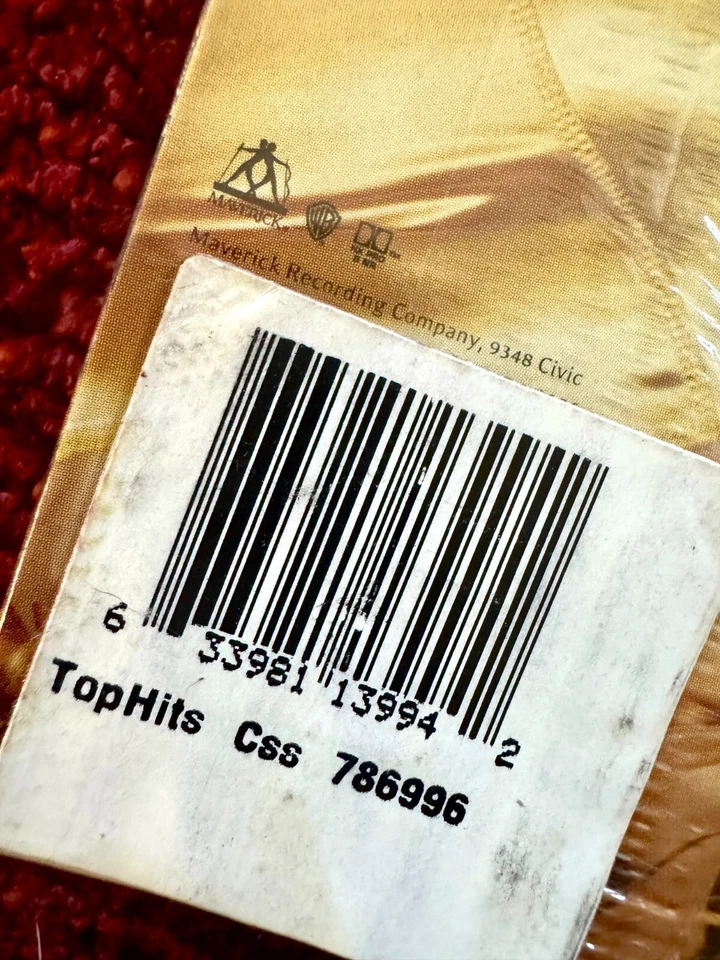 MAVERICK
Maverick Recording Company, 9348 Civic
6 33981 13994 2
TopHits Css 786996